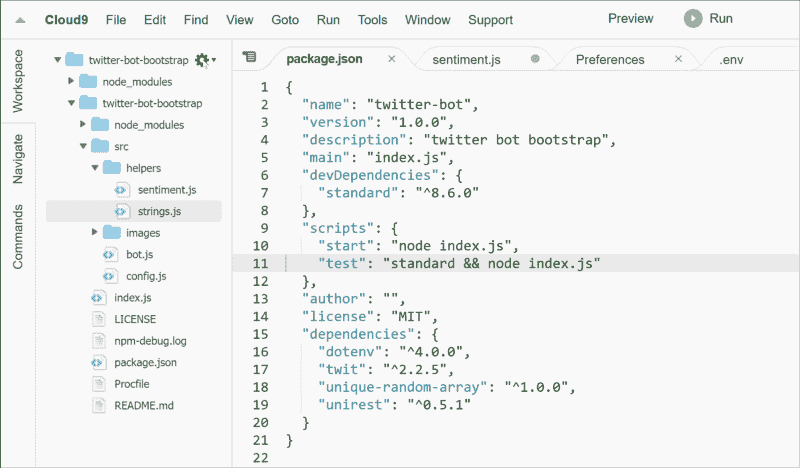 Cloud9 File Edit Find View Goto Run Tools Window Support Preview Run
Workspace
Navigate
Commands
twitter-bot-bootstrap
node_modules
twitter-bot-bootstrap
node_modules
src
helpers
sentiment.js
strings.js
images
bot.js
config.js
index.js
LICENSE
npm-debug.log
package.json
Procfile
README.md
package.json × sentiment.js Preferences × .env
1 {
2 "name": "twitter-bot",
3 "version": "1.0.0",
4 "description": "twitter bot bootstrap",
5 "main": "index.js",
6 "devDependencies": {
7 "standard": "^8.6.0"
8 },
9 "scripts": {
10 "start": "node index.js",
11 "test": "standard && node index.js"
12 },
13 "author": "",
14 "license": "MIT",
15 "dependencies": {
16 "dotenv": "^4.0.0",
17 "twit": "^2.2.5",
18 "unique-random-array": "^1.0.0",
19 "unirest": "^0.5.1"
20 }
21 }
22